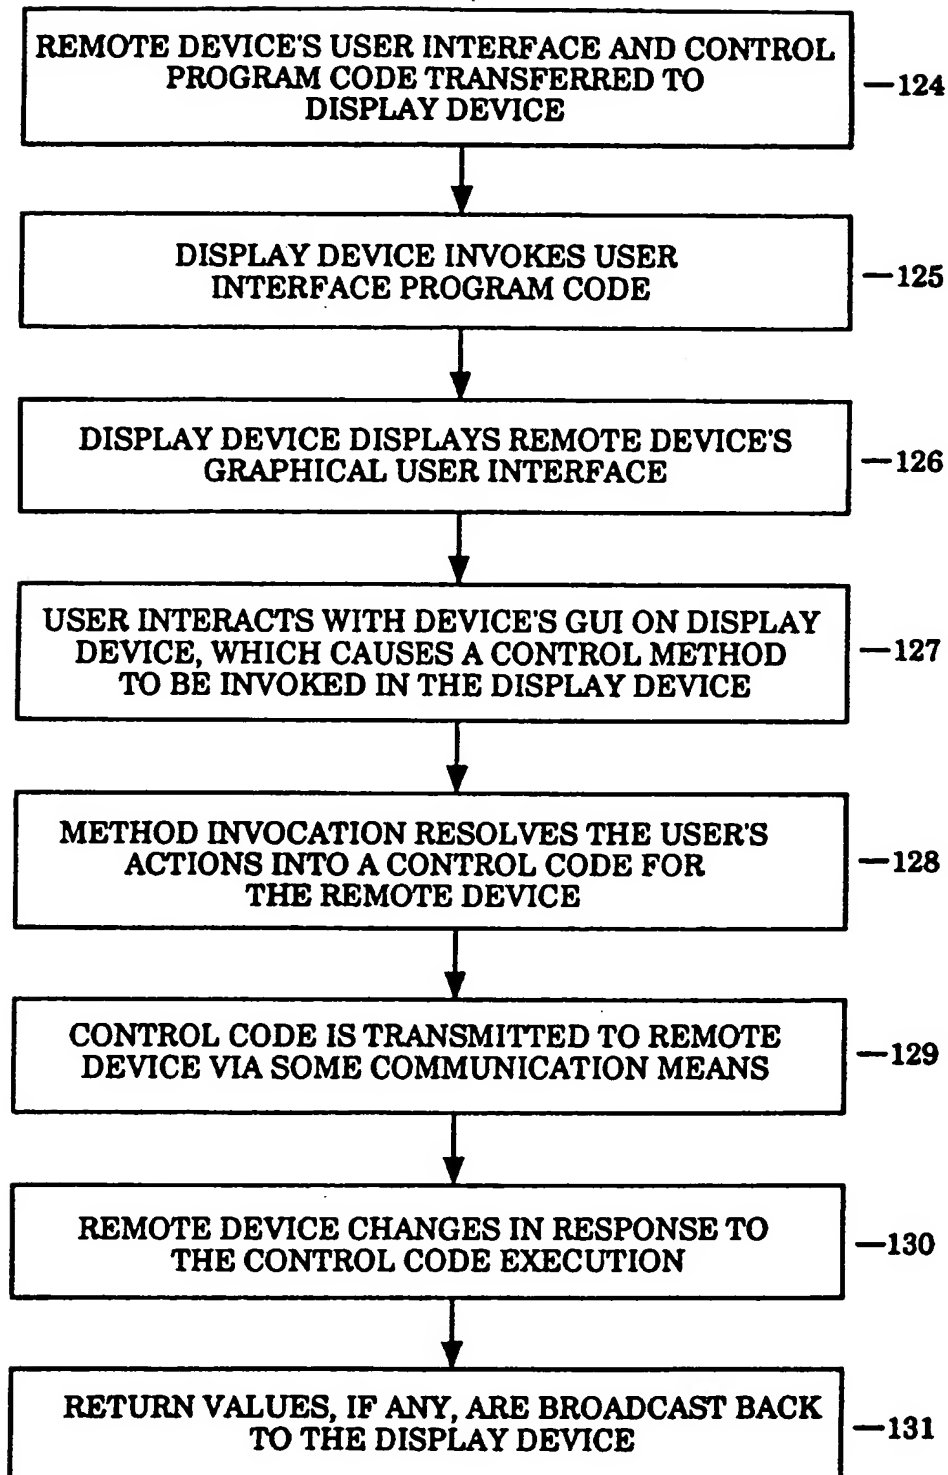 REMOTE DEVICE'S USER INTERFACE AND CONTROL
PROGRAM CODE TRANSFERRED TO
DISPLAY DEVICE
—124
DISPLAY DEVICE INVOKES USER
INTERFACE PROGRAM CODE
—125
DISPLAY DEVICE DISPLAYS REMOTE DEVICE'S
GRAPHICAL USER INTERFACE
—126
USER INTERACTS WITH DEVICE'S GUI ON DISPLAY
DEVICE, WHICH CAUSES A CONTROL METHOD
TO BE INVOKED IN THE DISPLAY DEVICE
—127
METHOD INVOCATION RESOLVES THE USER'S
ACTIONS INTO A CONTROL CODE FOR
THE REMOTE DEVICE
—128
CONTROL CODE IS TRANSMITTED TO REMOTE
DEVICE VIA SOME COMMUNICATION MEANS
—129
REMOTE DEVICE CHANGES IN RESPONSE TO
THE CONTROL CODE EXECUTION
—130
RETURN VALUES, IF ANY, ARE BROADCAST BACK
TO THE DISPLAY DEVICE
—131